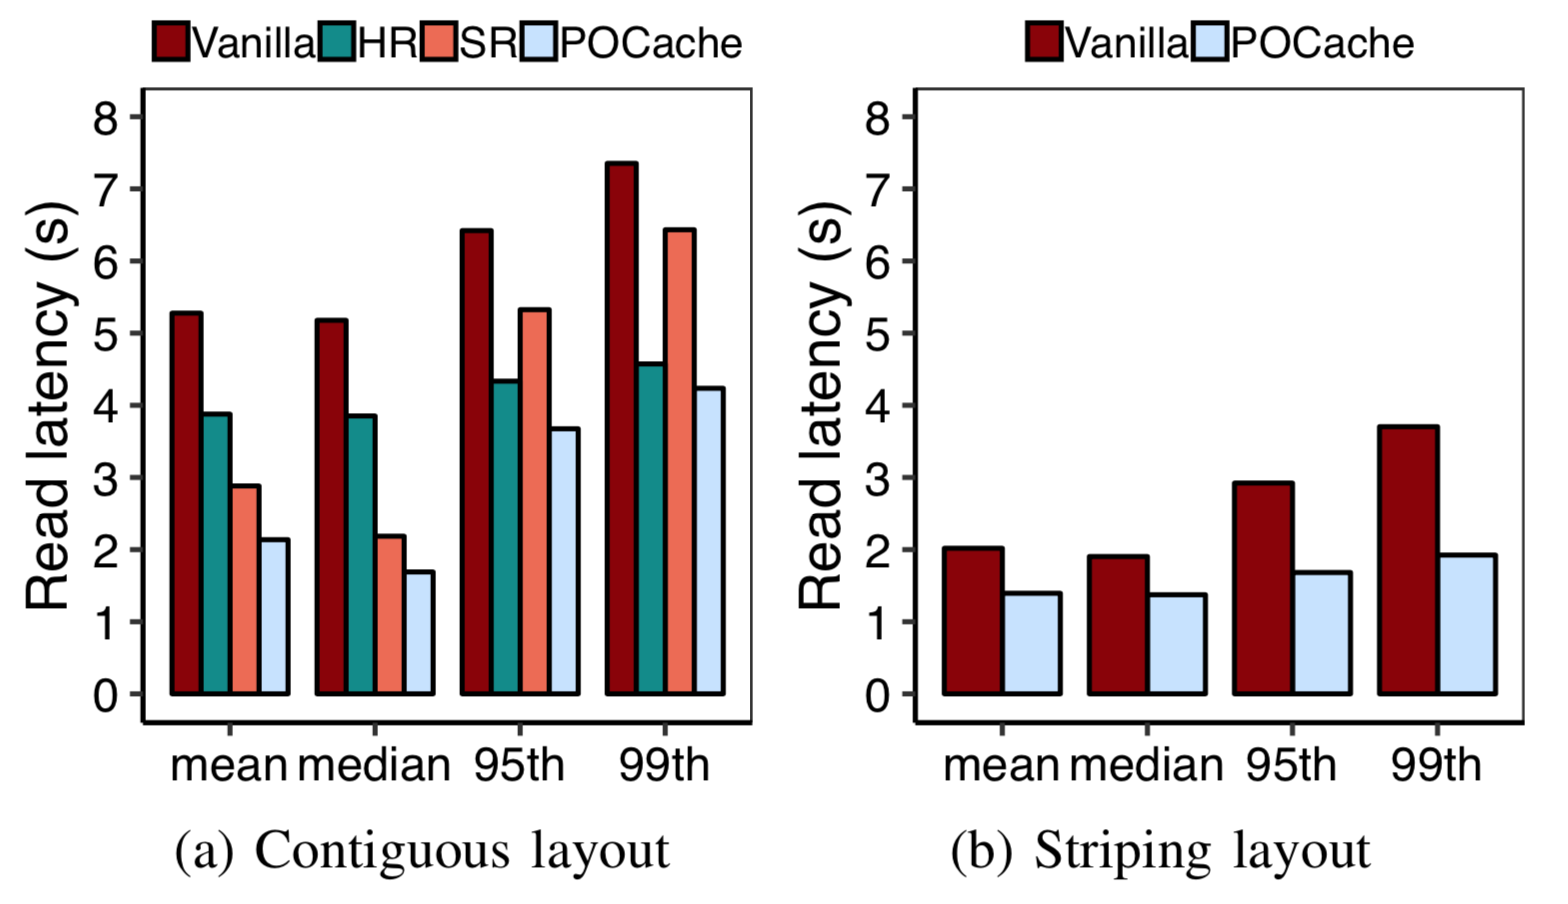 Vanilla HR SR POCache
Read latency (s)
8
7
6
5
4
3
2
1
0
mean median 95th 99th
(a) Contiguous layout
Vanilla POCache
Read latency (s)
8
7
6
5
4
3
2
1
0
mean median 95th 99th
(b) Striping layout